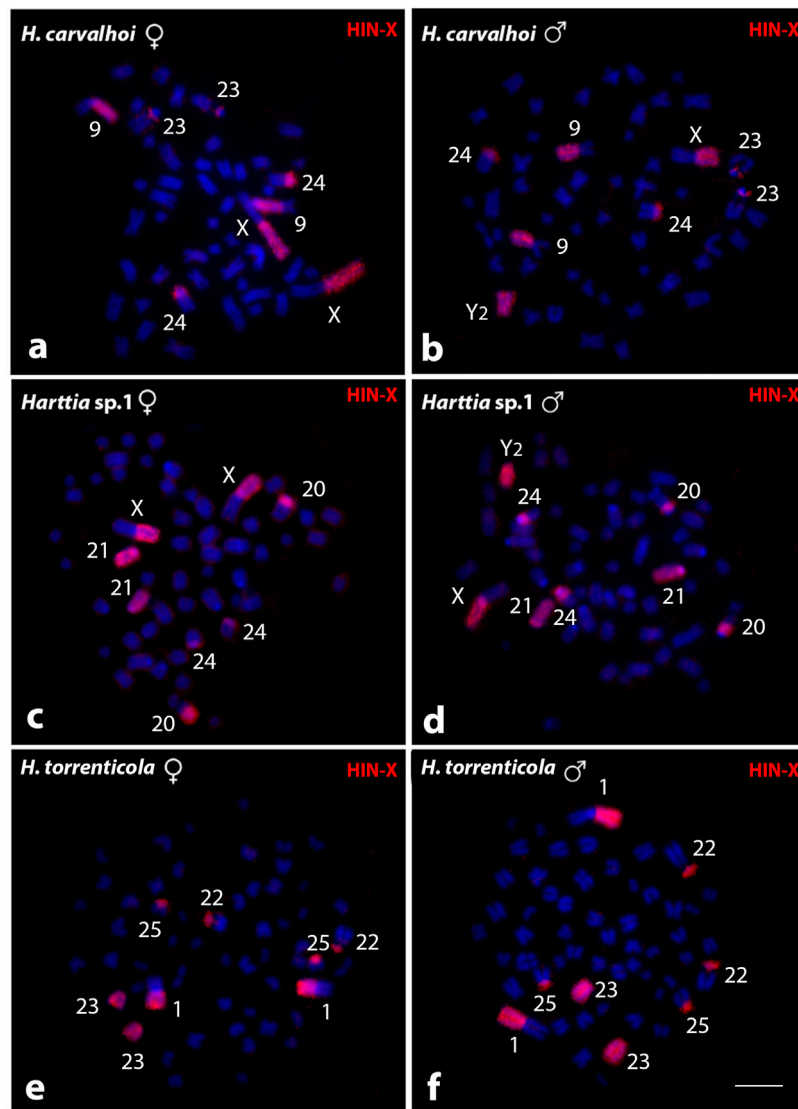 H. carvalhoi ♀ HIN-X
23
23
9
24
9
X
X
24
a
H. carvalhoi ♂ HIN-X
9
X
23
24
23
24
9
Y2
b
Harttia sp.1 ♀ HIN-X
X
20
X
21
21
24
24
20
c
Harttia sp.1 ♂ HIN-X
Y2
20
24
X
21
21
24
20
d
H. torrenticola ♀ HIN-X
22
25
25
22
23
1
1
23
e
H. torrenticola ♂ HIN-X
1
22
22
25
23
25
1
23
f